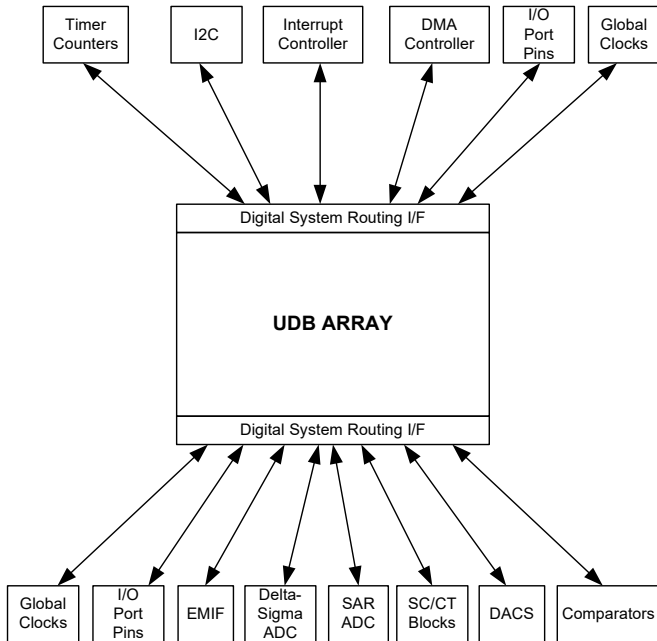 Timer
Counters
I2C
Interrupt
Controller
DMA
Controller
I/O
Port
Pins
Global
Clocks
Digital System Routing I/F
UDB ARRAY
Digital System Routing I/F
Global
Clocks
I/O
Port
Pins
EMIF
Delta-
Sigma
ADC
SAR
ADC
SC/CT
Blocks
DACS
Comparators